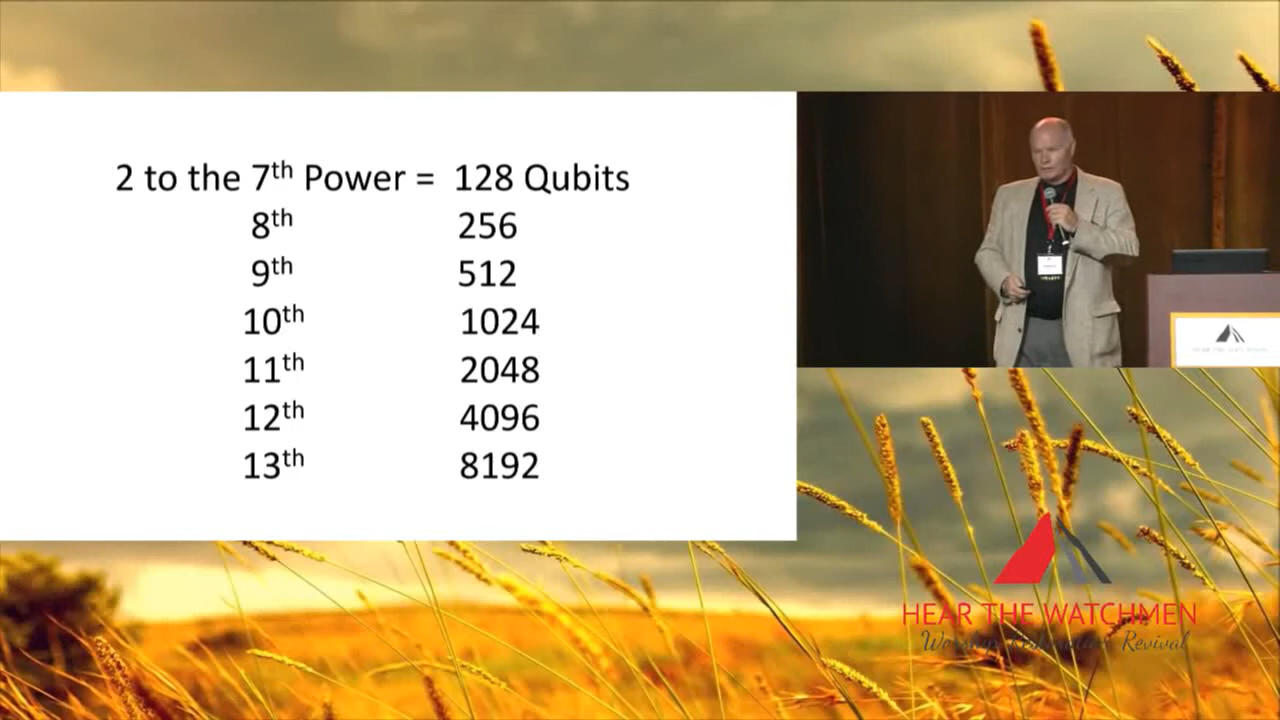 2 to the 7th Power = 128 Qubits
8th 256
9th 512
10th 1024
11th 2048
12th 4096
13th 8192
HEAR THE WATCHMEN
Revival